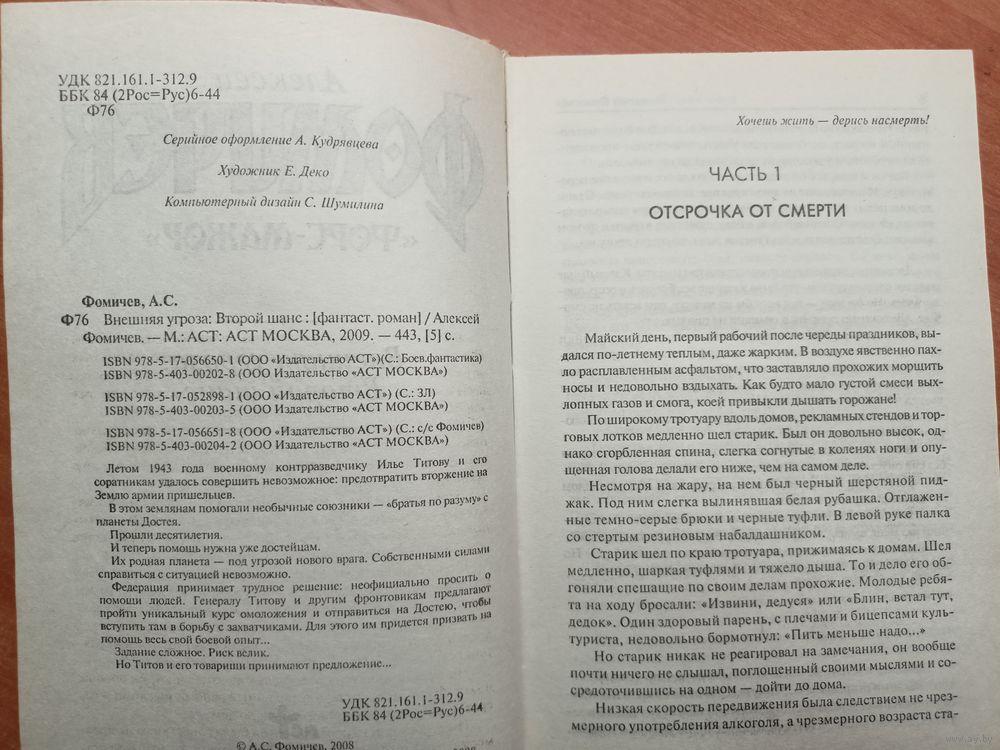 УДК 821.161.1-312.9
ББК 84 (2Рос=Рус)6-44
Ф76
Серийное оформление А. Кудрявцева
Художник Е. Деко
Компьютерный дизайн С. Шумилина
Фомичев, А.С.
Ф76 Внешняя угроза: Второй шанс : [фантаст. роман] / Алексей
Фомичев. — М.: АСТ: АСТ МОСКВА, 2009. — 443, [5] с.
ISBN 978-5-17-056650-1 (ООО «Издательство АСТ»)(С.: Боев.фантастика)
ISBN 978-5-403-00202-8 (ООО Издательство «АСТ МОСКВА»)
ISBN 978-5-17-052898-1 (ООО «Издательство АСТ») (С.: ЗЛ)
ISBN 978-5-403-00203-5 (ООО Издательство «АСТ МОСКВА»)
ISBN 978-5-17-056651-8 (ООО «Издательство АСТ») (С.: с/с Фомичев)
ISBN 978-5-403-00204-2 (ООО Издательство «АСТ МОСКВА»)
Летом 1943 года военному контрразведчику Илье Титову и его
соратникам удалось совершить невозможное: предотвратить вторжение на
Землю армии пришельцев.
В этом землянам помогали необычные союзники — «братья по разуму» с
планеты Достея.
Прошли десятилетия.
И теперь помощь нужна уже достейцам.
Их родная планета — под угрозой нового врага. Собственными силами
справиться с ситуацией невозможно.
Федерация принимает трудное решение: неофициально просить о
помощи людей. Генералу Титову и другим фронтовикам предлагают
пройти уникальный курс омоложения и отправиться на Достею, чтобы
вступить там в борьбу с захватчиками. Для этого им придется призвать на
помощь весь свой боевой опыт...
Задание сложное. Риск велик.
Но Титов и его товарищи принимают предложение...
УДК 821.161.1-312.9
ББК 84 (2Рос=Рус)6-44
© А.С. Фомичев, 2008
Хочешь жить — дерись насмерть!
ЧАСТЬ 1
ОТСРОЧКА ОТ СМЕРТИ
Майский день, первый рабочий после череды праздников, вы-
дался по-летнему теплым, даже жарким. В воздухе явственно пах-
ло расплавленным асфальтом, что заставляло прохожих морщить
носы и недовольно вздыхать. Как будто мало густой смеси вых-
лопных газов и смога, коей привыкли дышать горожане!
По широкому тротуару вдоль домов, рекламных стендов и тор-
говых лотков медленно шел старик. Был он довольно высок, од-
нако сгорбленная спина, слегка согнутые в коленях ноги и опу-
щенная голова делали его ниже, чем на самом деле.
Несмотря на жару, на нем был черный шерстяной пид-
жак. Под ним слегка вылинявшая белая рубашка. Отглажен-
ные темно-серые брюки и черные туфли. В левой руке палка
со стертым резиновым набалдашником.
Старик шел по краю тротуара, прижимаясь к домам. Шел
медленно, шаркая туфлями и тяжело дыша. То и дело его об-
гоняли спешащие по своим делам прохожие. Молодые ребя-
та на ходу бросали: «Извини, дедуся» или «Блин, встал тут,
дедок». Один здоровый парень, с плечами и бицепсами куль-
туриста, недовольно бормотнул: «Пить меньше надо...»
Но старик никак не реагировал на замечания, он вообще
почти ничего не слышал, поглощенный своими мыслями и со-
средоточившись на одном — дойти до дома.
Низкая скорость передвижения была следствием не чрез-
мерного употребления алкоголя, а чрезмерного возраста ста-
www.ay.by